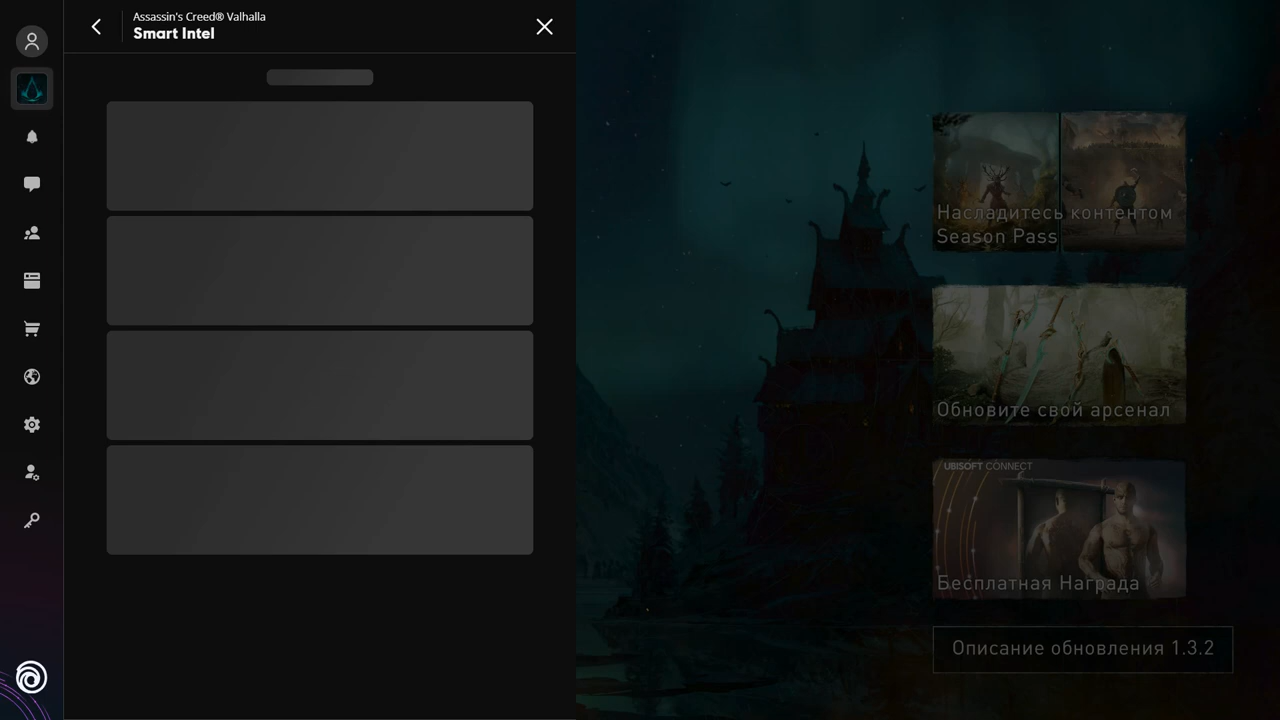 Assassin's Creed® Valhalla
Smart Intel
Насладитесь контентом
Season Pass
Обновите свой арсенал
UBISOFT CONNECT
Бесплатная Награда
Описание обновления 1.3.2